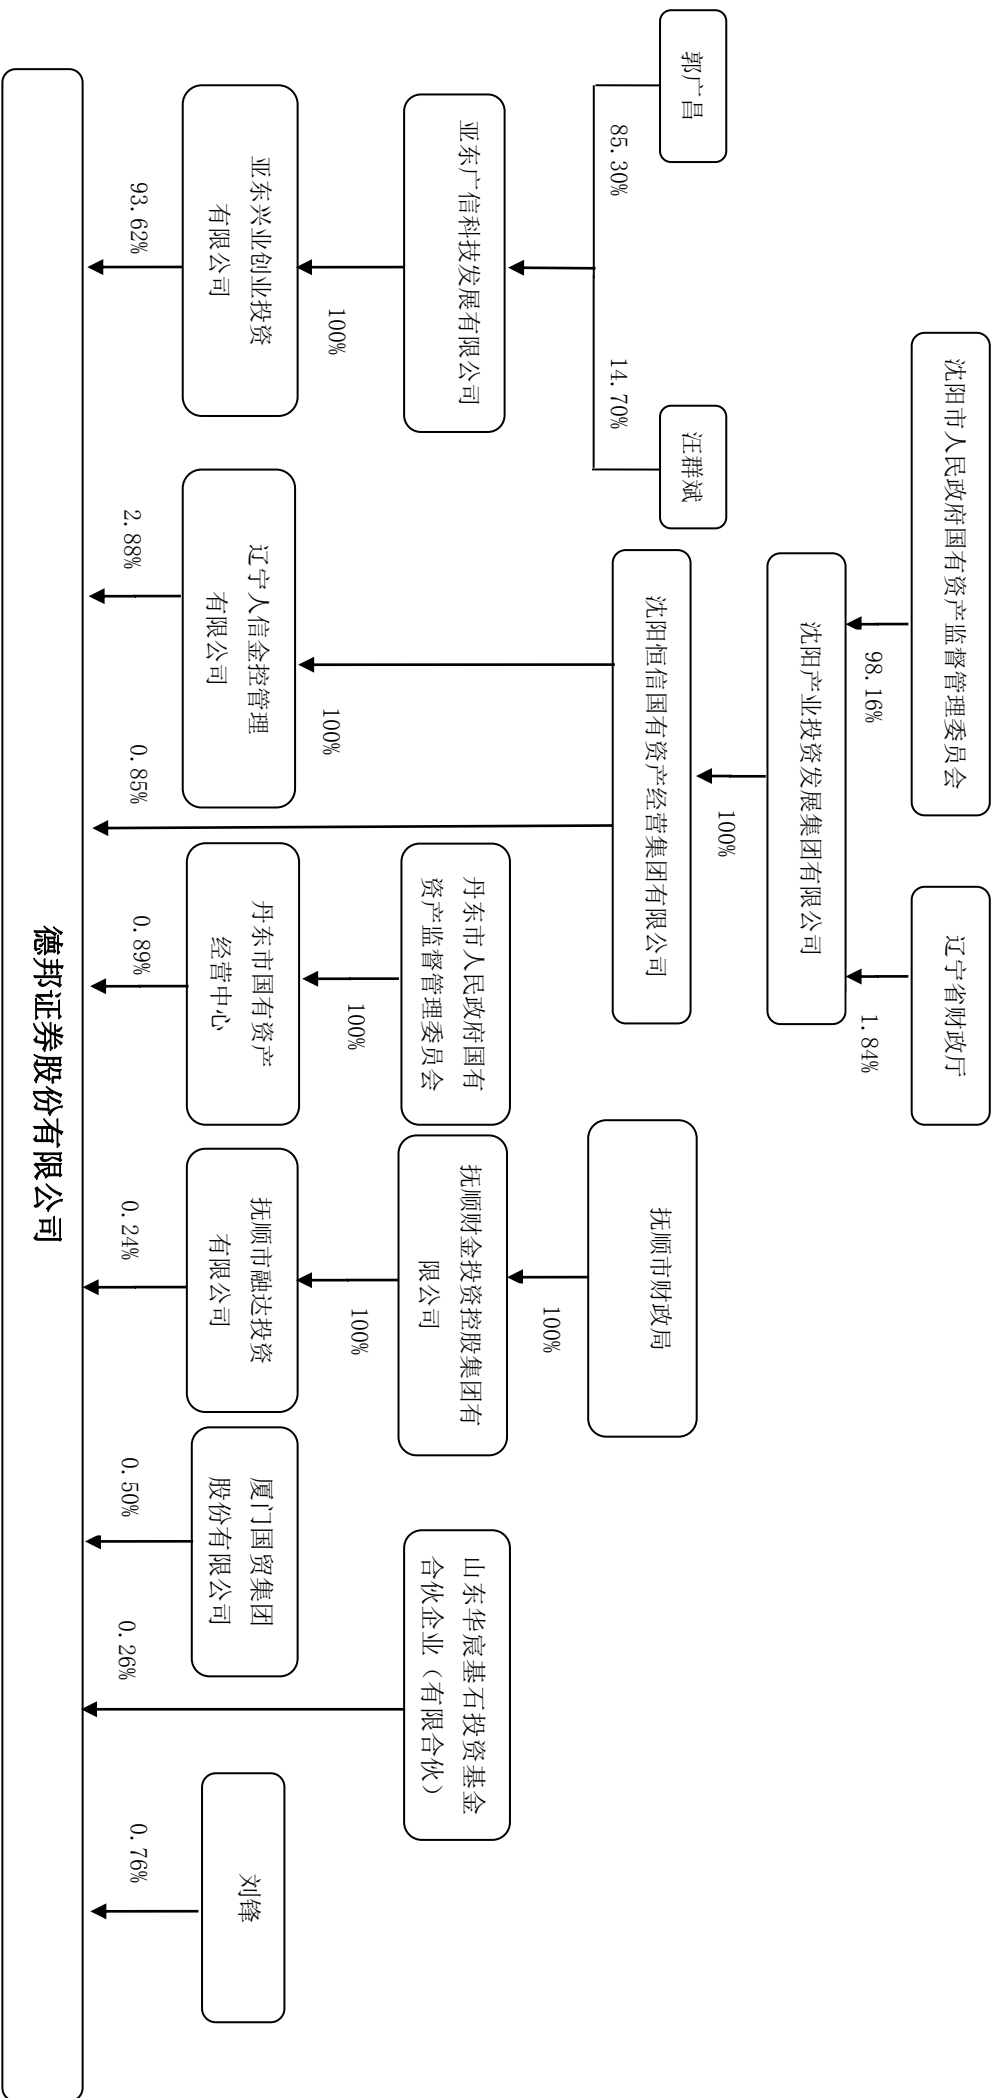 沈阳市人民政府国有资产监督管理委员会
辽宁省财政厅
98.16%
1.84%
沈阳产业投资发展集团有限公司
100%
郭广昌
汪群斌
85.30%
14.70%
沈阳恒信国有资产经营集团有限公司
抚顺市财政局
100%
亚东广信科技发展有限公司
丹东市人民政府国有
资产监督管理委员会
抚顺财金投资控股集团有
限公司
山东华宸基石投资基金
合伙企业（有限合伙）
100%
100%
100%
100%
亚东兴业创业投资
有限公司
辽宁人信金控管理
有限公司
丹东市国有资产
经营中心
抚顺市融达投资
有限公司
厦门国贸集团
股份有限公司
刘锋
93.62%
2.88%
0.85%
0.89%
0.24%
0.50%
0.26%
0.76%
德邦证券股份有限公司